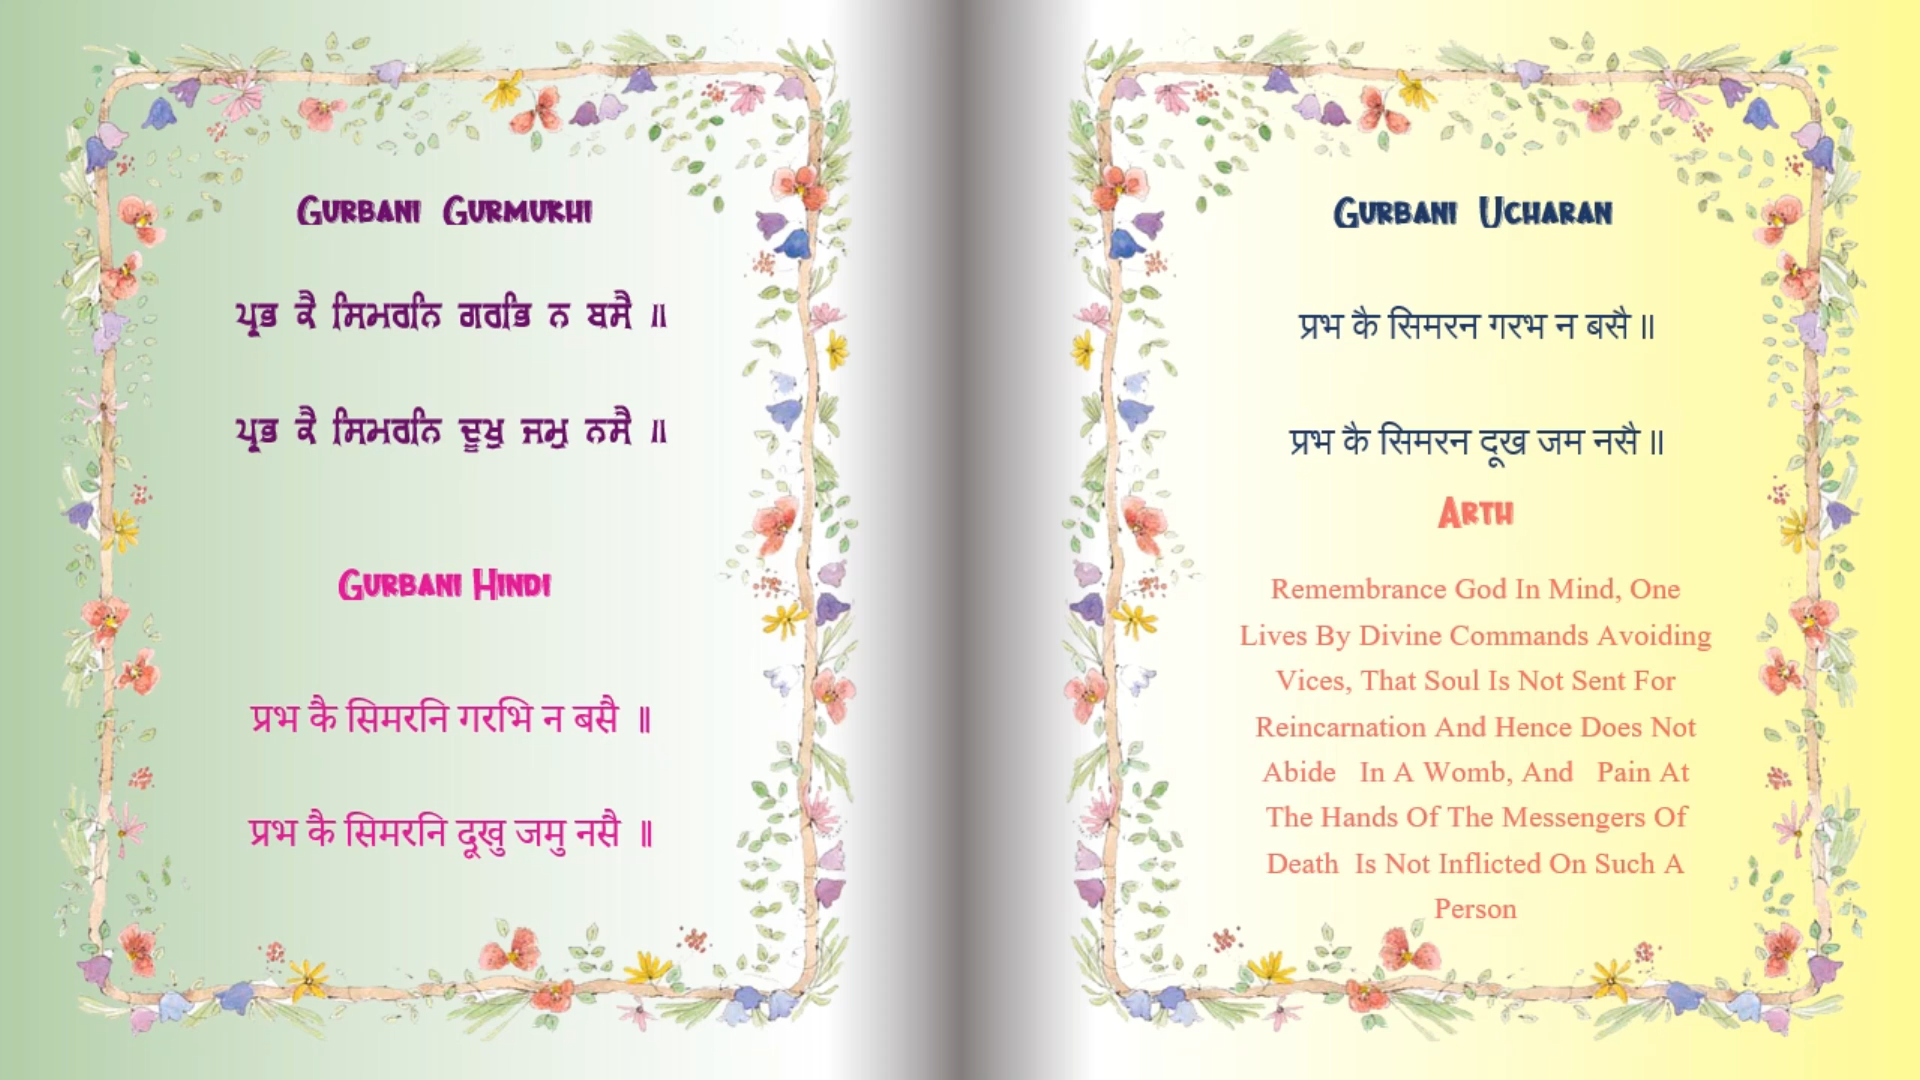 Gurbani Gurmukhi
ਪ੍ਰਭ ਕੈ ਸਿਮਰਨਿ ਗਰਭਿ ਨ ਬਸੈ ॥
ਪ੍ਰਭ ਕੈ ਸਿਮਰਨਿ ਦੂਖੁ ਜਮੁ ਨਸੈ ॥
Gurbani Hindi
प्रभ कै सिमरनि गरभि न बसै ॥
प्रभ कै सिमरनि दूखु जमु नसै ॥
Gurbani Ucharan
प्रभ कै सिमरन गरभ न बसै ॥
प्रभ कै सिमरन दूख जम नसै ॥
Arth
Remembrance God In Mind, One
Lives By Divine Commands Avoiding
Vices, That Soul Is Not Sent For
Reincarnation And Hence Does Not
Abide In A Womb, And Pain At
The Hands Of The Messengers Of
Death Is Not Inflicted On Such A
Person